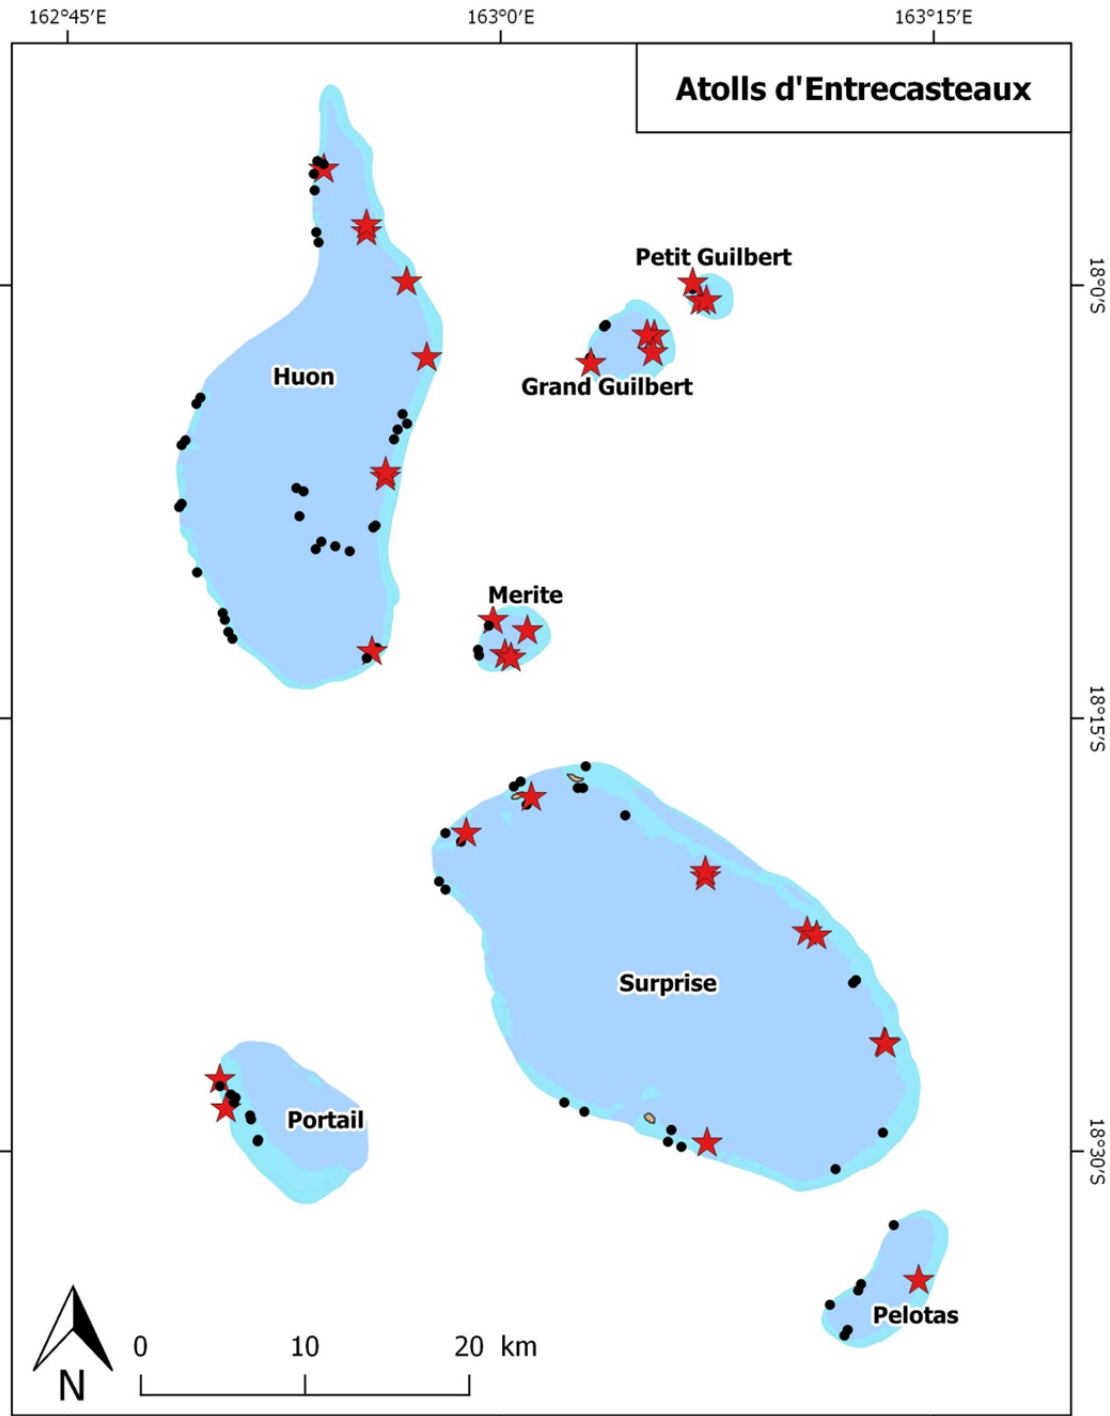 162°45'E
163°0'E
163°15'E
Atolls d'Entrecasteaux
Petit Guilbert
18°0'S
Huon
Grand Guilbert
Merite
18°15'S
Surprise
Portail
18°30'S
Pelotas
0 10 20 km
N